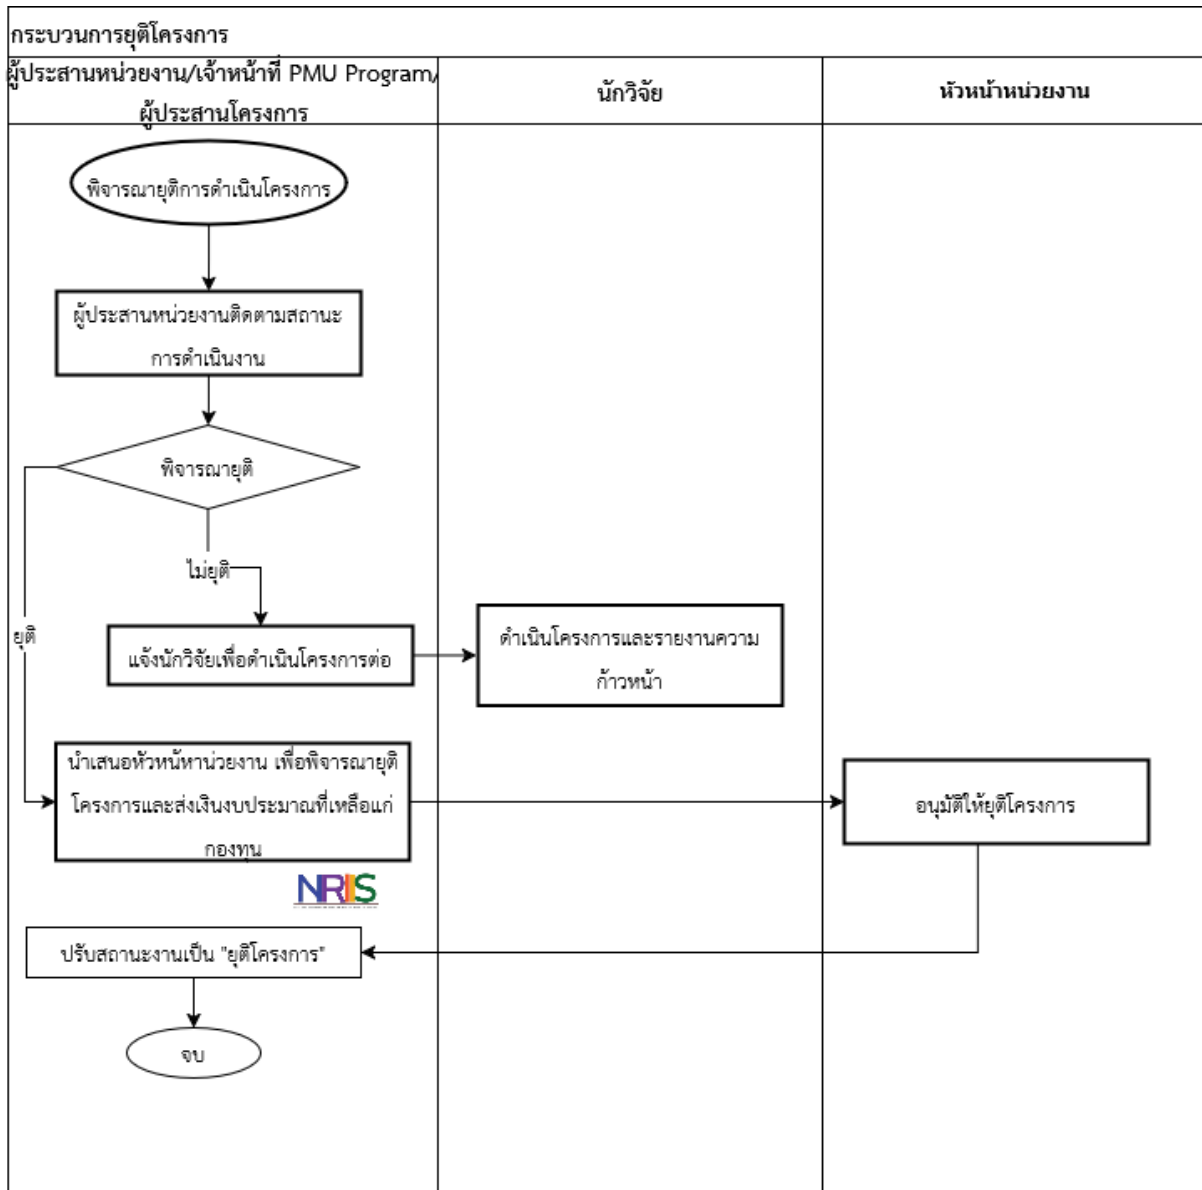 กระบวนการยุติโครงการ
ผู้ประสานหน่วยงาน/เจ้าหน้าที่ PMU Program/
ผู้ประสานโครงการ
นักวิจัย
หัวหน้าหน่วยงาน
พิจารณายุติการดำเนินโครงการ
ผู้ประสานหน่วยงานติดตามสถานะ
การดำเนินงาน
พิจารณายุติ
ไม่ยุติ
ยุติ
แจ้งนักวิจัยเพื่อดำเนินโครงการต่อ
ดำเนินโครงการและรายงานความ
ก้าวหน้า
นำเสนอหัวหน้หาน่วยงาน เพื่อพิจารณายุติ
โครงการและส่งเงินงบประมาณที่เหลือแก่
กองทุน
อนุมัติให้ยุติโครงการ
NRIIS
ปรับสถานะงานเป็น "ยุติโครงการ"
จบ